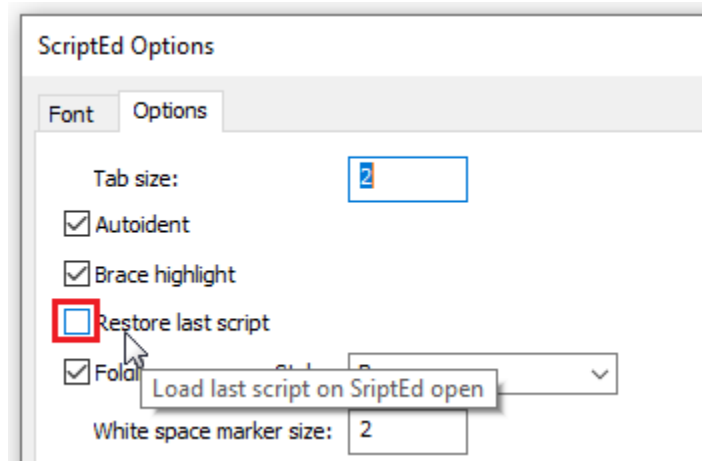 ScriptEd Options
Font Options
Tab size: 2
Autoident
Brace highlight
Restore last script
Load last script on SriptEd open
White space marker size: 2